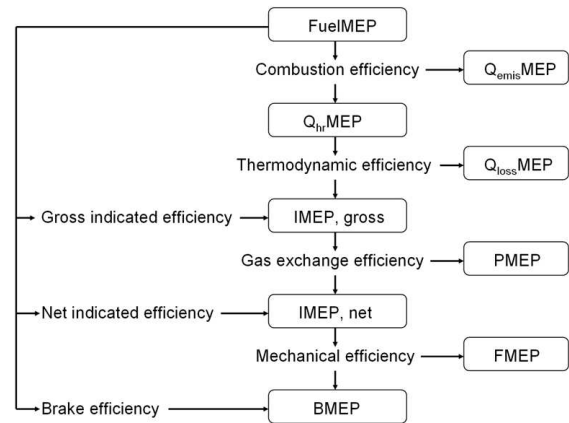 FuelMEP
Combustion efficiency
QemisMEP
QhrMEP
Thermodynamic efficiency
QlossMEP
Gross indicated efficiency
IMEP, gross
Gas exchange efficiency
PMEP
Net indicated efficiency
IMEP, net
Mechanical efficiency
FMEP
Brake efficiency
BMEP